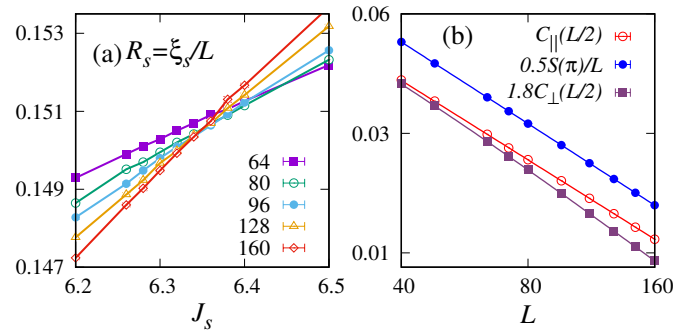 (a) R_s=ξ_s/L
0.153
0.151
0.149
0.147
64
80
96
128
160
6.2 6.3 6.4 6.5
J_s
(b)
C_||(L/2)
0.5S(π)/L
1.8C_⊥(L/2)
0.06
0.03
0.01
40 80 160
L